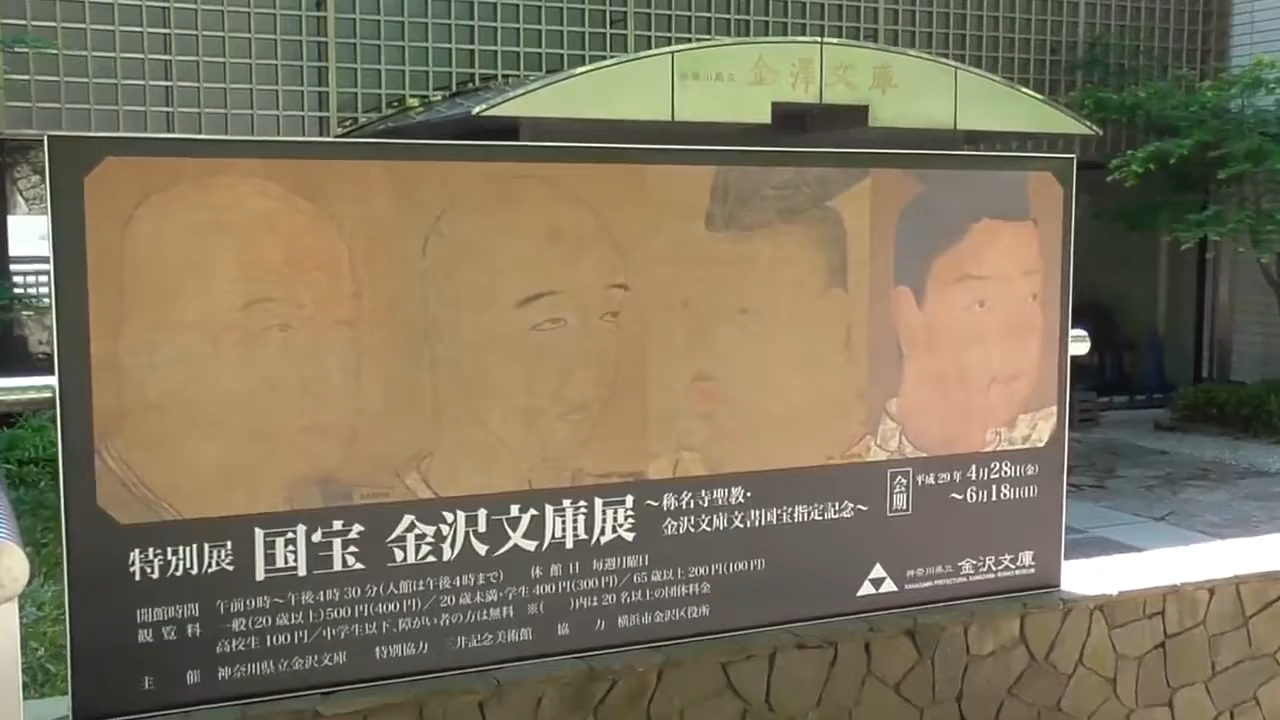 神奈川県立 金澤文庫
特別展 国宝 金沢文庫展
~称名寺聖教・
金沢文庫文書国宝指定記念~
会期
平成29年 4月28日(金)
~6月18日(日)
開館時間 午前9時~午後4時30分(入館は午後4時まで) 休館日 毎週月曜日
観覧料 一般(20歳以上)500円(400円)/20歳未満・学生400円(300円)/65歳以上200円(100円)
高校生100円/中学生以下、障がい者の方は無料 ※( )内は20名以上の団体料金
主催 神奈川県立金沢文庫 特別協力 三井記念美術館 協力 横浜市金沢区役所
神奈川県立 金沢文庫
KANAGAWA PREFECTURAL KANAZAWA-BUNKO MUSEUM